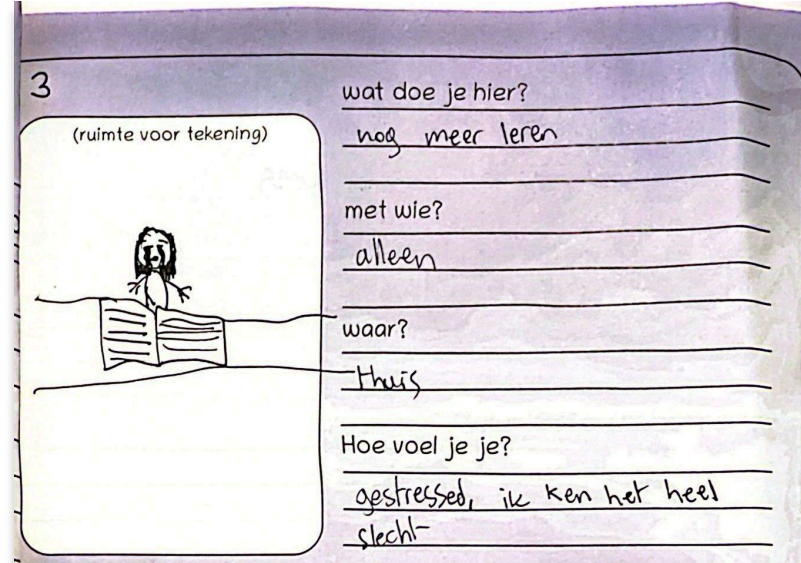 3
(ruimte voor tekening)
wat doe je hier?
nog meer leren
met wie?
alleen
waar?
thuis
Hoe voel je je?
gestressed, ik ken het heel
slecht